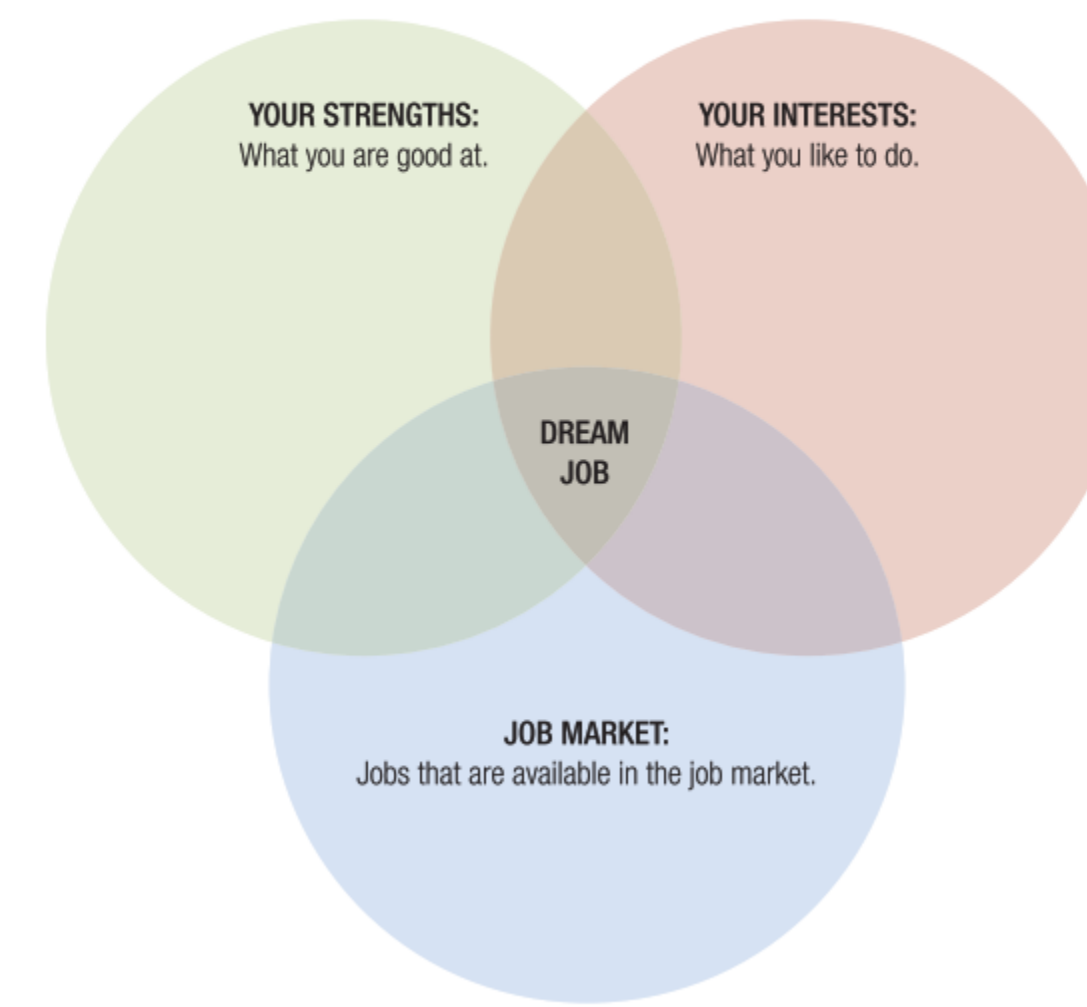 YOUR STRENGTHS:
What you are good at.
YOUR INTERESTS:
What you like to do.
DREAM
JOB
JOB MARKET:
Jobs that are available in the job market.